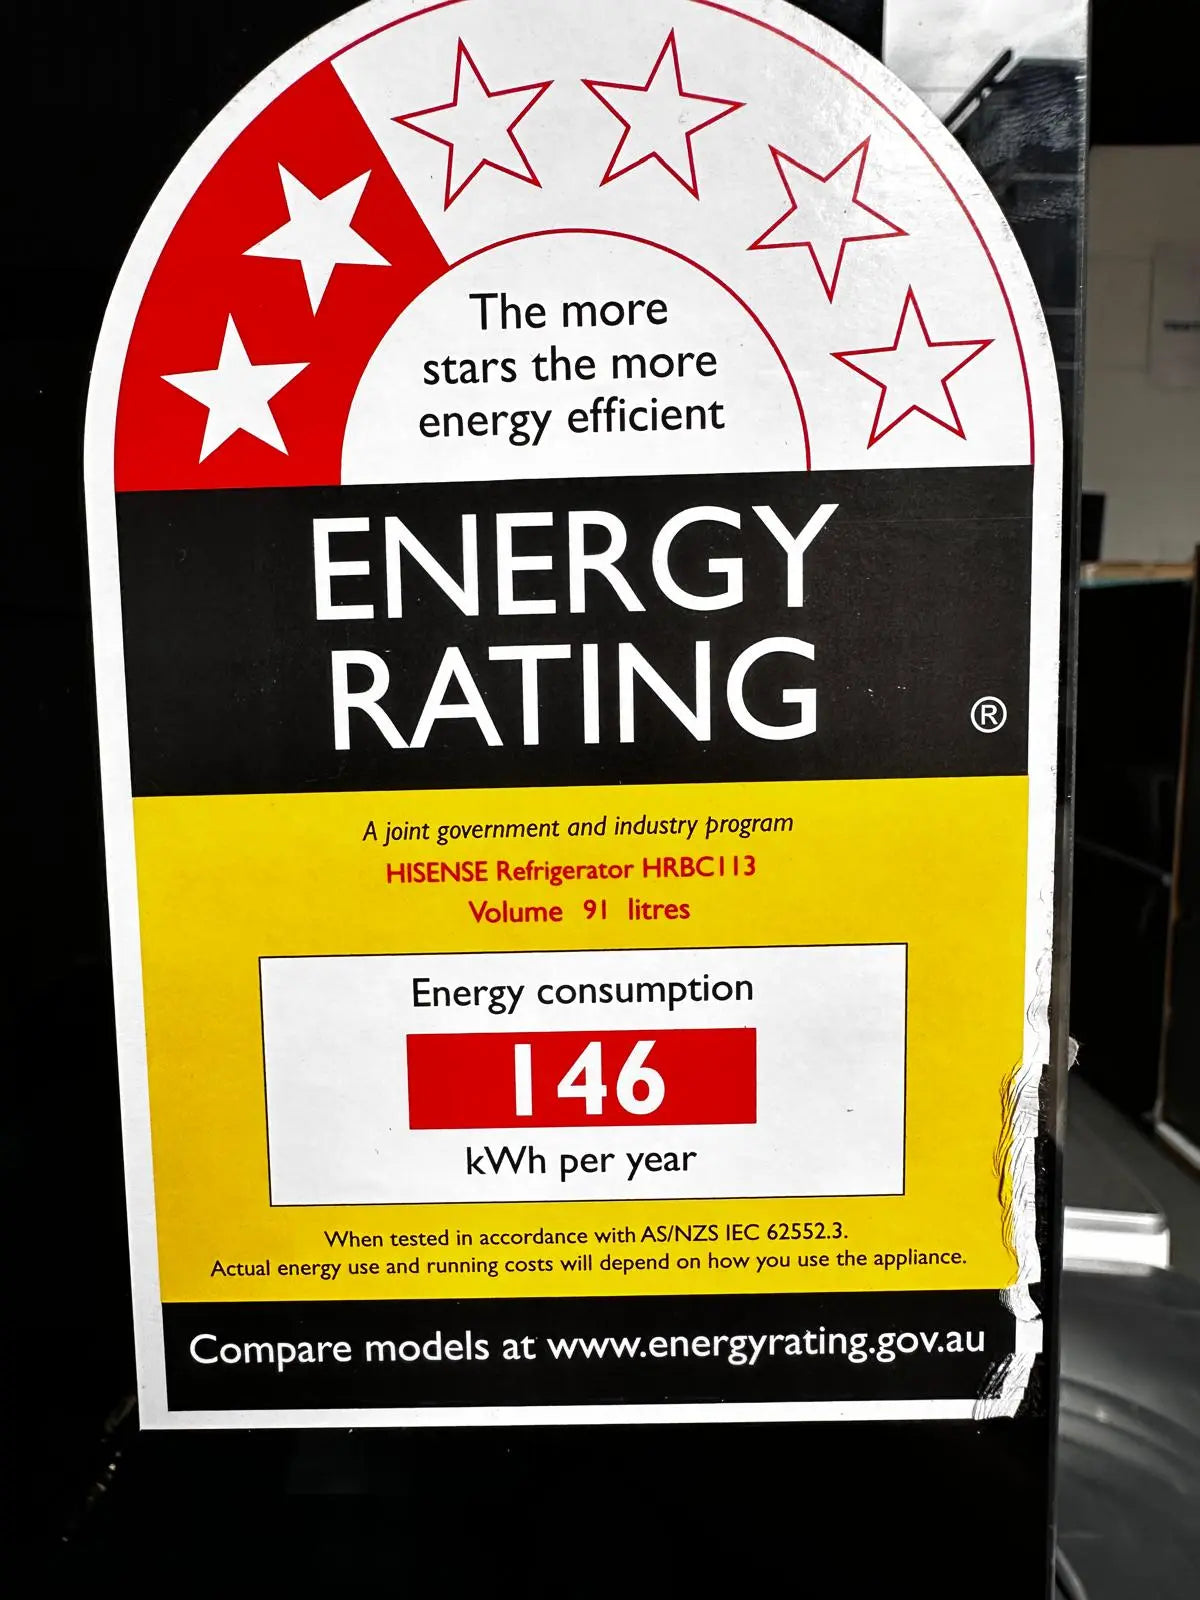 The more
stars the more
energy efficient
ENERGY
RATING
®
A joint government and industry program
HISENSE Refrigerator HRBC113
Volume 91 litres
Energy consumption
146
kWh per year
When tested in accordance with AS/NZS IEC 62552.3.
Actual energy use and running costs will depend on how you use the appliance.
Compare models at www.energyrating.gov.au